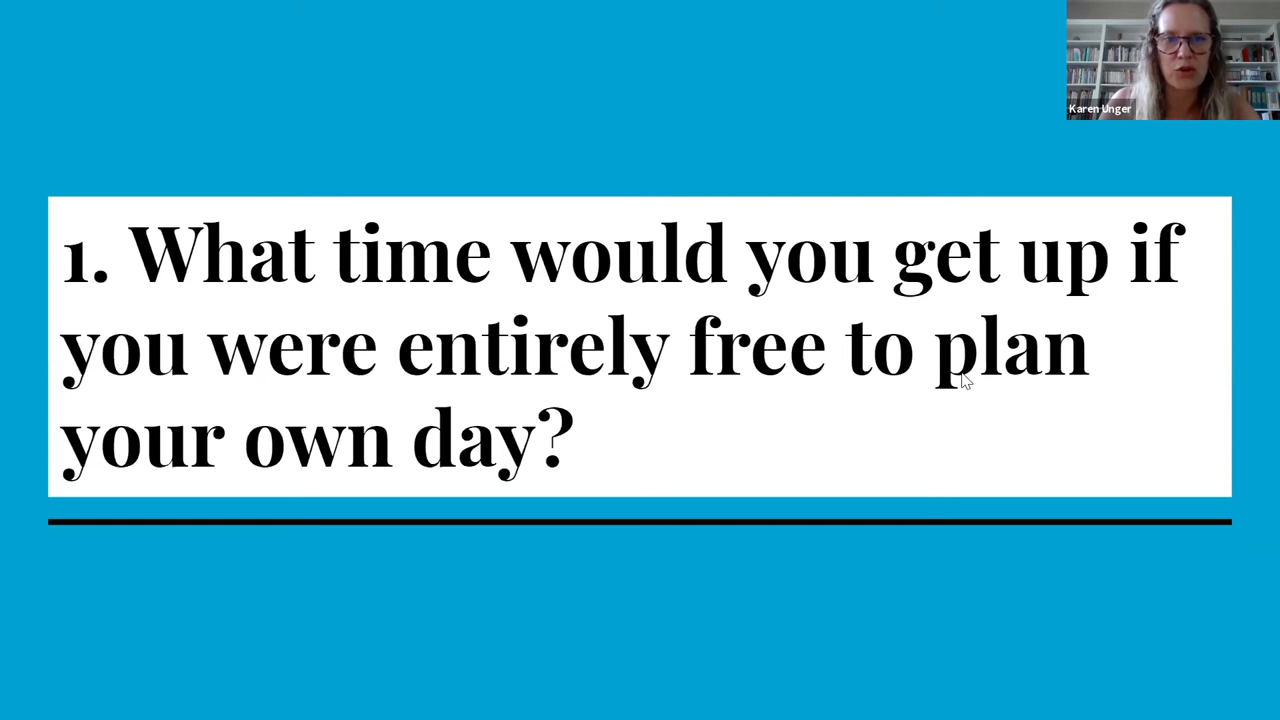 Karen Unger
1. What time would you get up if
you were entirely free to plan
your own day?